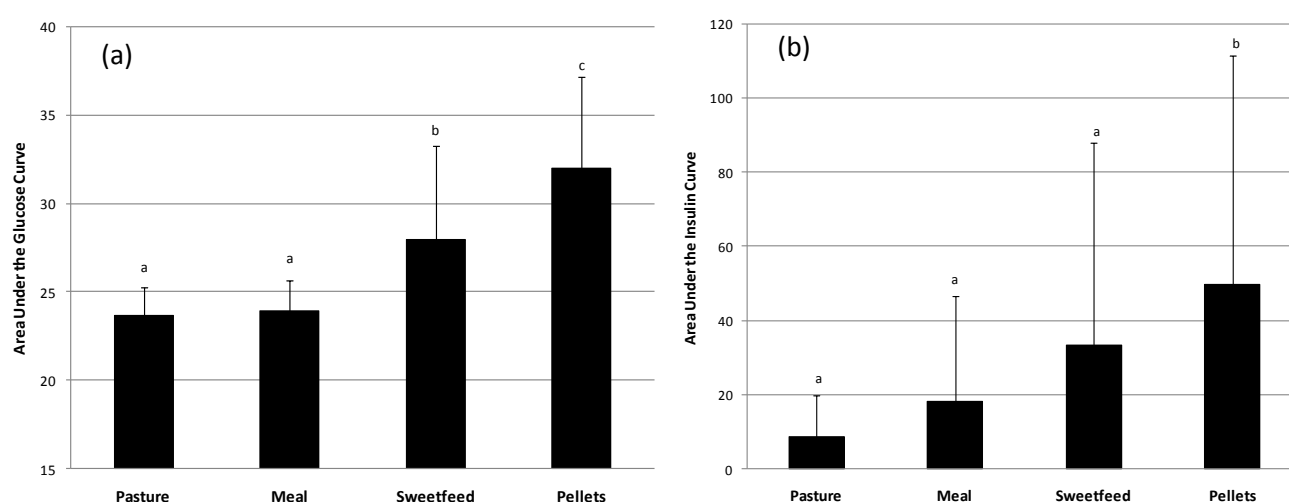 (a)
Area Under the Glucose Curve
40
35
30
25
20
15
a
a
b
c
Pasture Meal Sweetfeed Pellets
(b)
Area Under the Insulin Curve
120
100
80
60
40
20
0
a
a
a
b
Pasture Meal Sweetfeed Pellets